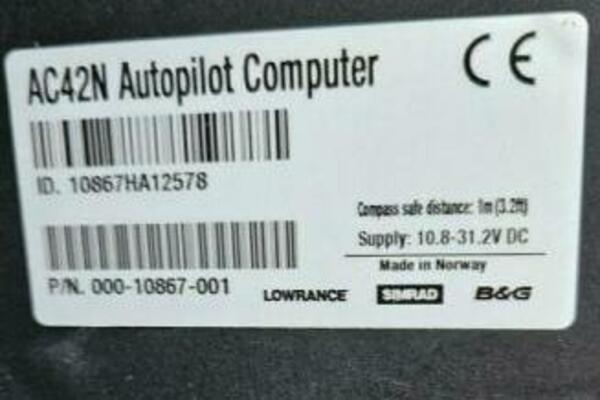 AC42N Autopilot Computer
CE
ID. 10867HA12578
Compass safe distance: 1m (3.2ft)
Supply: 10.8-31.2V DC
Made in Norway
P/N. 000-10867-001
LOWRANCE SIMRAD B&G